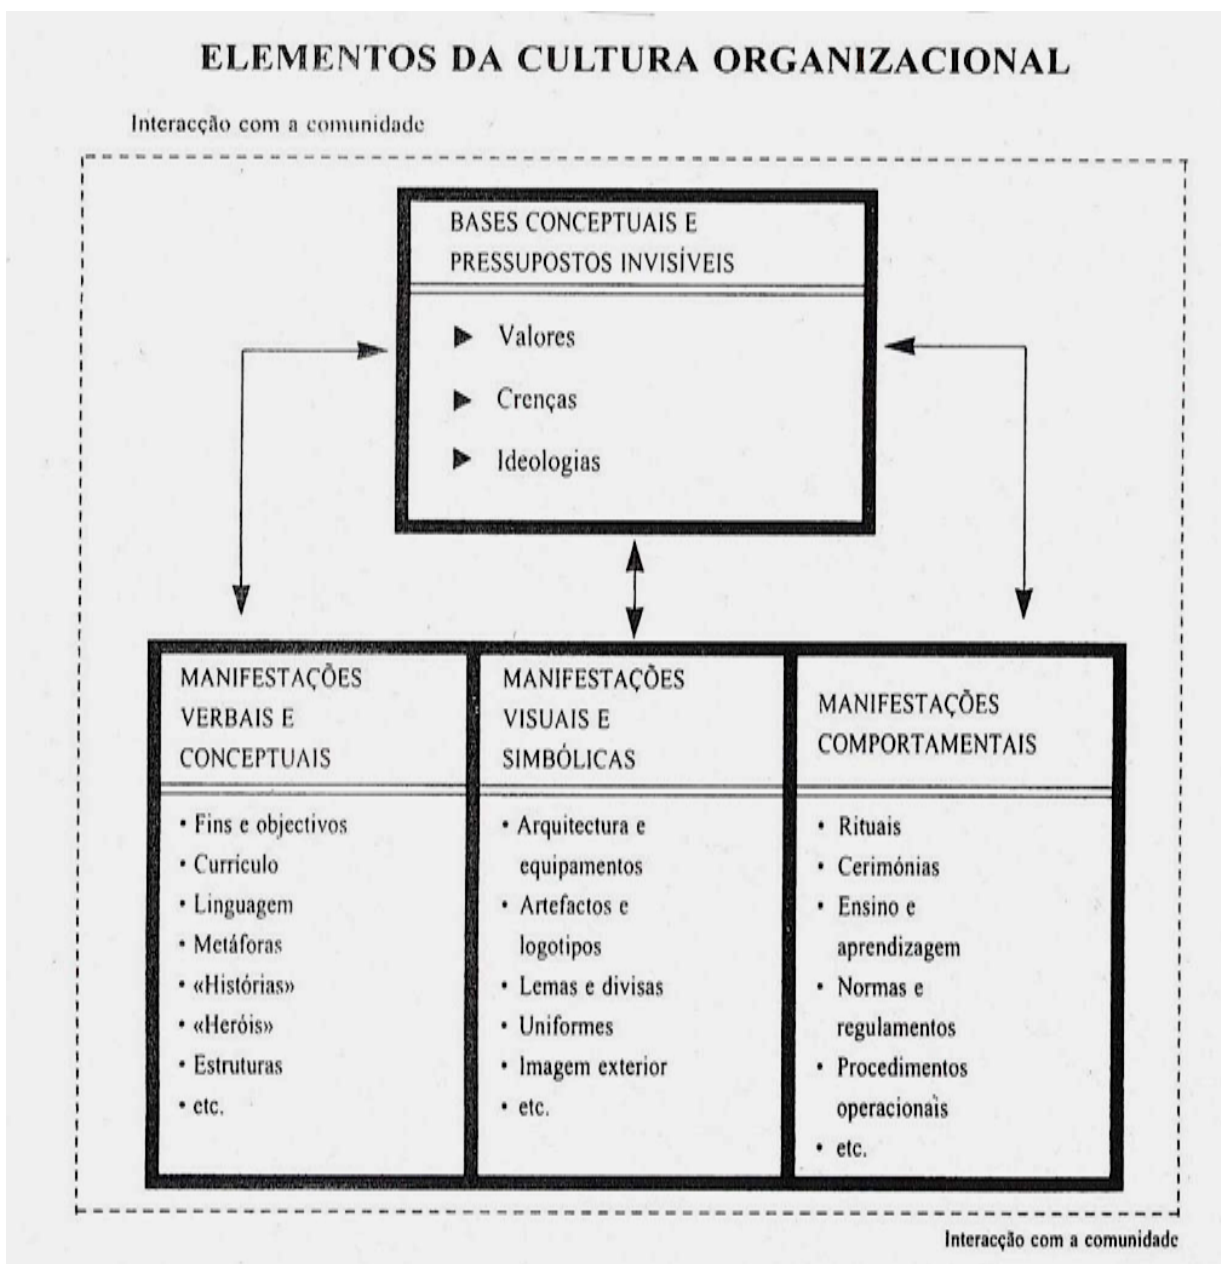 ELEMENTOS DA CULTURA ORGANIZACIONAL
Interacção com a comunidade
BASES CONCEPTUAIS E
PRESSUPOSTOS INVISÍVEIS
► Valores
► Crenças
► Ideologias
MANIFESTAÇÕES
VERBAIS E
CONCEPTUAIS
• Fins e objectivos
• Currículo
• Linguagem
• Metáforas
• «Histórias»
• «Heróis»
• Estruturas
• etc.
MANIFESTAÇÕES
VISUAIS E
SIMBÓLICAS
• Arquitectura e
equipamentos
• Artefactos e
logotipos
• Lemas e divisas
• Uniformes
• Imagem exterior
• etc.
MANIFESTAÇÕES
COMPORTAMENTAIS
• Rituais
• Cerimónias
• Ensino e
aprendizagem
• Normas e
regulamentos
• Procedimentos
operacionais
• etc.
Interacção com a comunidade